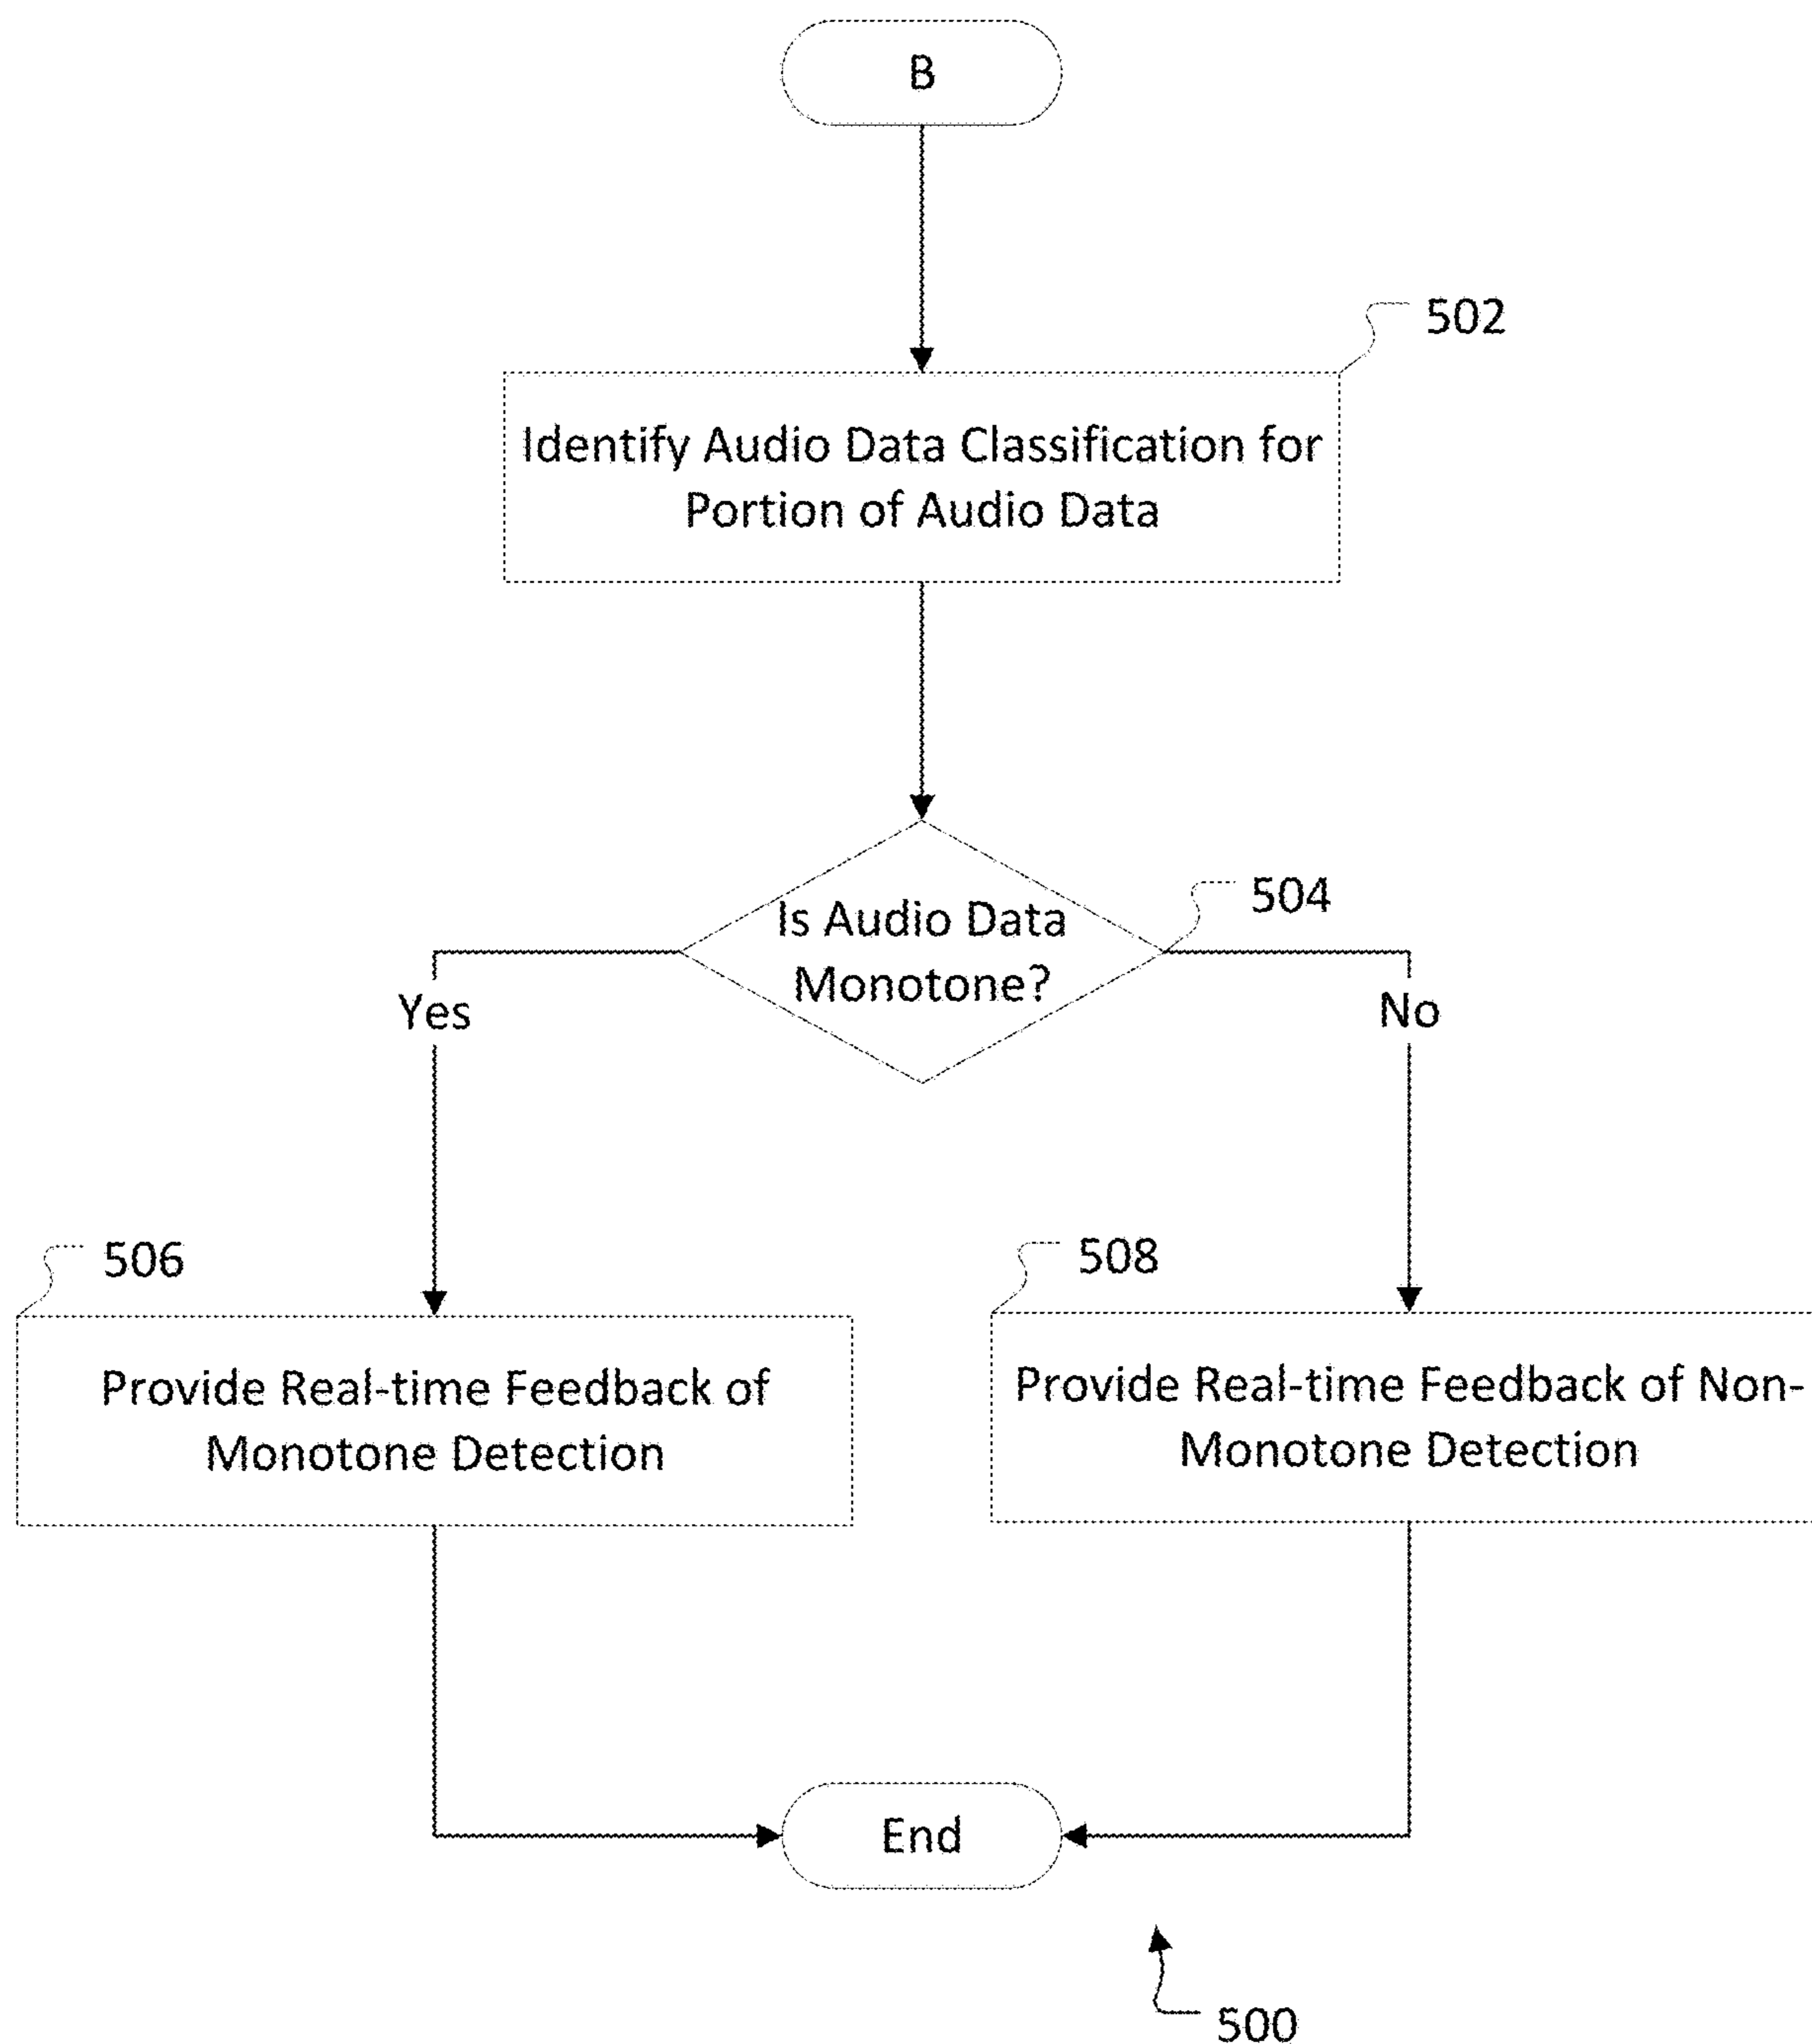 B
502
Identify Audio Data Classification for
Portion of Audio Data
504
Is Audio Data
Monotone?
Yes
No
506
508
Provide Real-time Feedback of
Monotone Detection
Provide Real-time Feedback of Non-
Monotone Detection
End
500